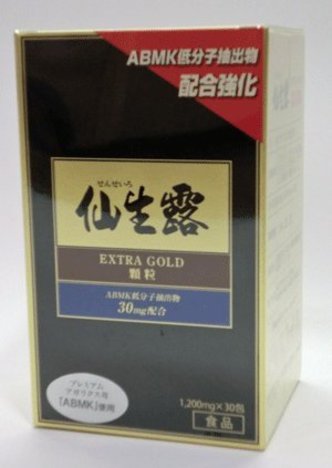 ABMK低分子抽出物
配合強化
せんせいろ
仙生露
EXTRA GOLD
顆粒
ABMK低分子抽出物
30mg配合
プレミアム
アガリクス茸
「ABMK」使用
1,200mg×30包
食品